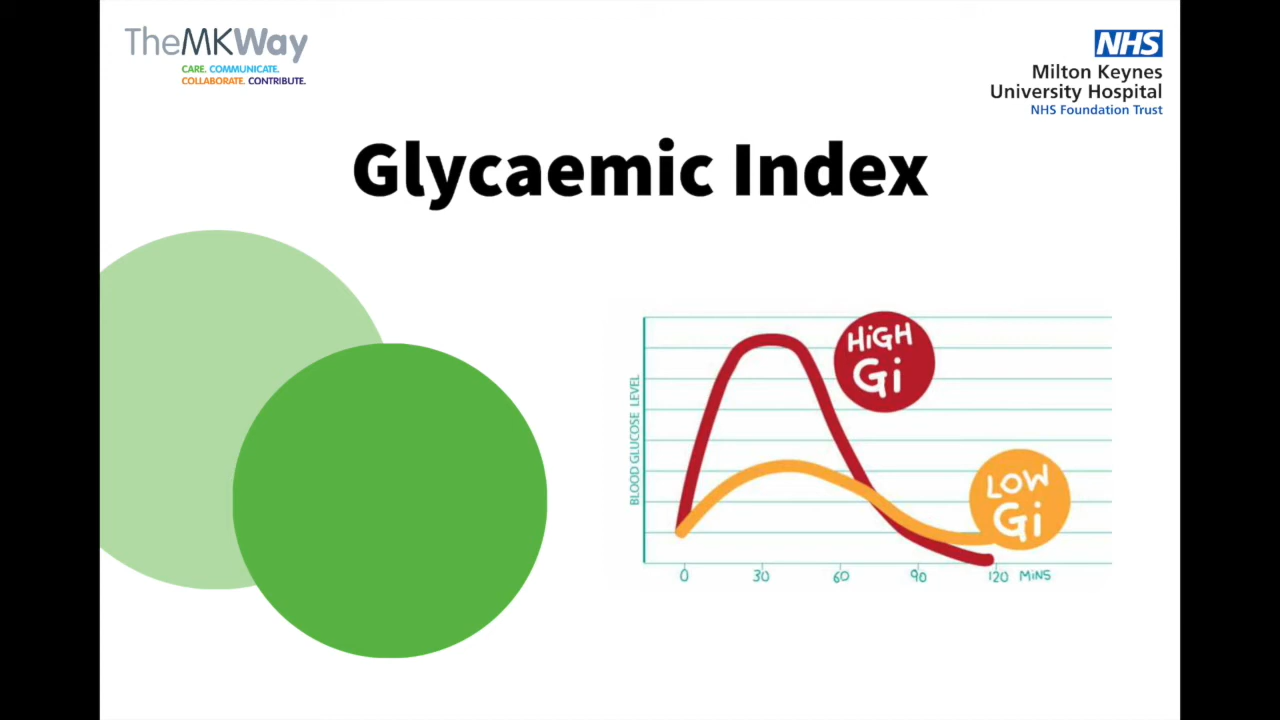 TheMKWay
CARE. COMMUNICATE.
COLLABORATE. CONTRIBUTE.
NHS
Milton Keynes
University Hospital
NHS Foundation Trust
Glycaemic Index
HiGH
Gi
BLOOD GLUCOSE LEVEL
LOW
Gi
0 30 60 90 120 MiNS